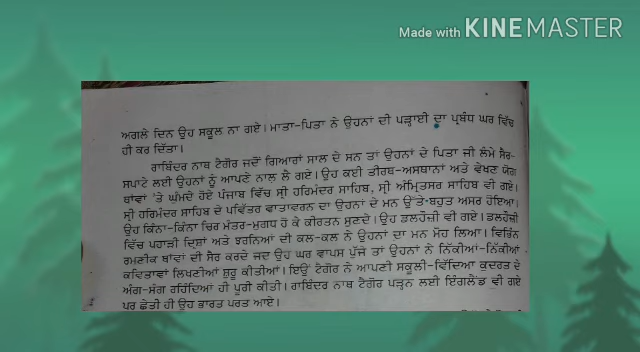 Made with KINEMASTER
ਅਗਲੇ ਦਿਨ ਉਹ ਸਕੂਲ ਨਾ ਗਏ। ਮਾਤਾ-ਪਿਤਾ ਨੇ ਉਹਨਾਂ ਦੀ ਪੜ੍ਹਾਈ ਦਾ ਪ੍ਰਬੰਧ ਘਰ ਵਿੱਚ
ਹੀ ਕਰ ਦਿੱਤਾ।
ਰਾਬਿੰਦਰ ਨਾਥ ਟੈਗੋਰ ਜਦੋਂ ਗਿਆਰਾਂ ਸਾਲ ਦੇ ਸਨ ਤਾਂ ਉਹਨਾਂ ਦੇ ਪਿਤਾ ਜੀ ਲੰਮੇ ਸੈਰ-
ਸਪਾਟੇ ਲਈ ਉਹਨਾਂ ਨੂੰ ਆਪਣੇ ਨਾਲ ਲੈ ਗਏ। ਉਹ ਕਈ ਤੀਰਥ-ਅਸਥਾਨਾਂ ਅਤੇ ਵੇਖਣ ਯੋਗ
ਥਾਂਵਾਂ 'ਤੇ ਘੁੰਮਦੇ ਹੋਏ ਪੰਜਾਬ ਵਿੱਚ ਸ੍ਰੀ ਹਰਿਮੰਦਰ ਸਾਹਿਬ, ਸ੍ਰੀ ਅੰਮ੍ਰਿਤਸਰ ਸਾਹਿਬ ਵੀ ਗਏ।
ਸ੍ਰੀ ਹਰਿਮੰਦਰ ਸਾਹਿਬ ਦੇ ਪਵਿੱਤਰ ਵਾਤਾਵਰਨ ਦਾ ਉਹਨਾਂ ਦੇ ਮਨ ਉੱਤੇ-ਬਹੁਤ ਅਸਰ ਹੋਇਆ।
ਉਹ ਕਿੰਨਾ-ਕਿੰਨਾ ਚਿਰ ਮੰਤਰ-ਮੁਗਧ ਹੋ ਕੇ ਕੀਰਤਨ ਸੁਣਦੇ। ਉਹ ਡਲਹੌਜ਼ੀ ਵੀ ਗਏ। ਡਲਹੌਜ਼ੀ
ਵਿੱਚ ਪਹਾੜੀ ਦ੍ਰਿਸ਼ਾਂ ਅਤੇ ਝਰਨਿਆਂ ਦੀ ਕਲ-ਕਲ ਨੇ ਉਹਨਾਂ ਦਾ ਮਨ ਮੋਹ ਲਿਆ। ਵਿਭਿੰਨ
ਰਮਣੀਕ ਥਾਂਵਾਂ ਦੀ ਸੈਰ ਕਰਦੇ ਜਦ ਉਹ ਘਰ ਵਾਪਸ ਪੁੱਜੇ ਤਾਂ ਉਹਨਾਂ ਨੇ ਨਿੱਕੀਆਂ-ਨਿੱਕੀਆਂ
ਕਵਿਤਾਵਾਂ ਲਿਖਣੀਆਂ ਸ਼ੁਰੂ ਕੀਤੀਆਂ। ਇਉਂ ਟੈਗੋਰ ਨੇ ਆਪਣੀ ਸਕੂਲੀ-ਵਿੱਦਿਆ ਕੁਦਰਤ ਦੇ
ਅੰਗ-ਸੰਗ ਰਹਿੰਦਿਆਂ ਹੀ ਪੂਰੀ ਕੀਤੀ। ਰਾਬਿੰਦਰ ਨਾਥ ਟੈਗੋਰ ਪੜ੍ਹਨ ਲਈ ਇੰਗਲੈਂਡ ਵੀ ਗਏ
ਪਰ ਛੇਤੀ ਹੀ ਉਹ ਭਾਰਤ ਪਰਤ ਆਏ।